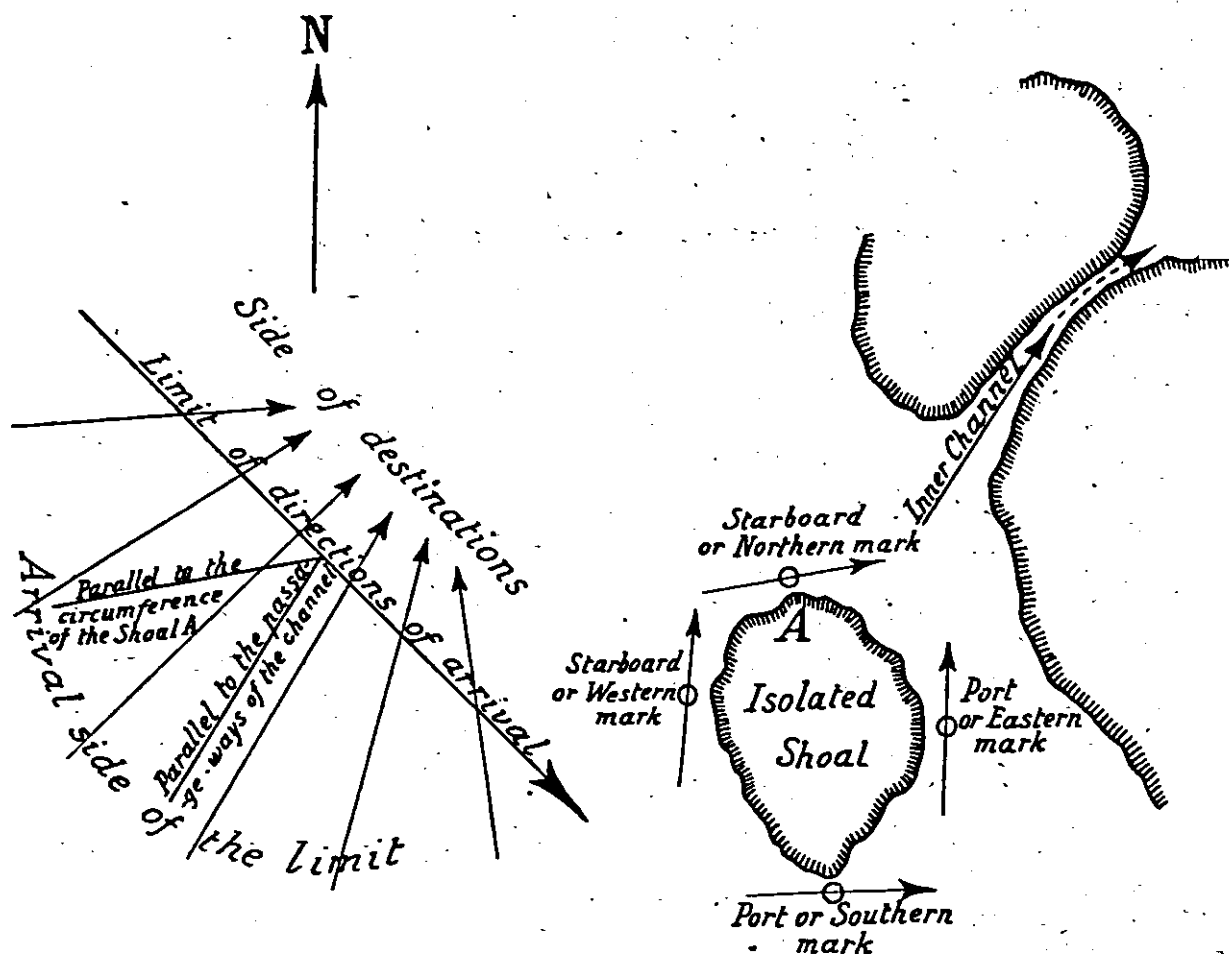 N
Side of destinations
Limit of directions of arrival
Arrival side of the limit
Parallel to the
circumference
of the Shoal A
Parallel to the passa-
ge-ways of the channel
Inner Channel
Starboard
or Northern mark
A
Isolated
Shoal
Starboard
or Western
mark
Port
or Eastern
mark
Port or Southern
mark